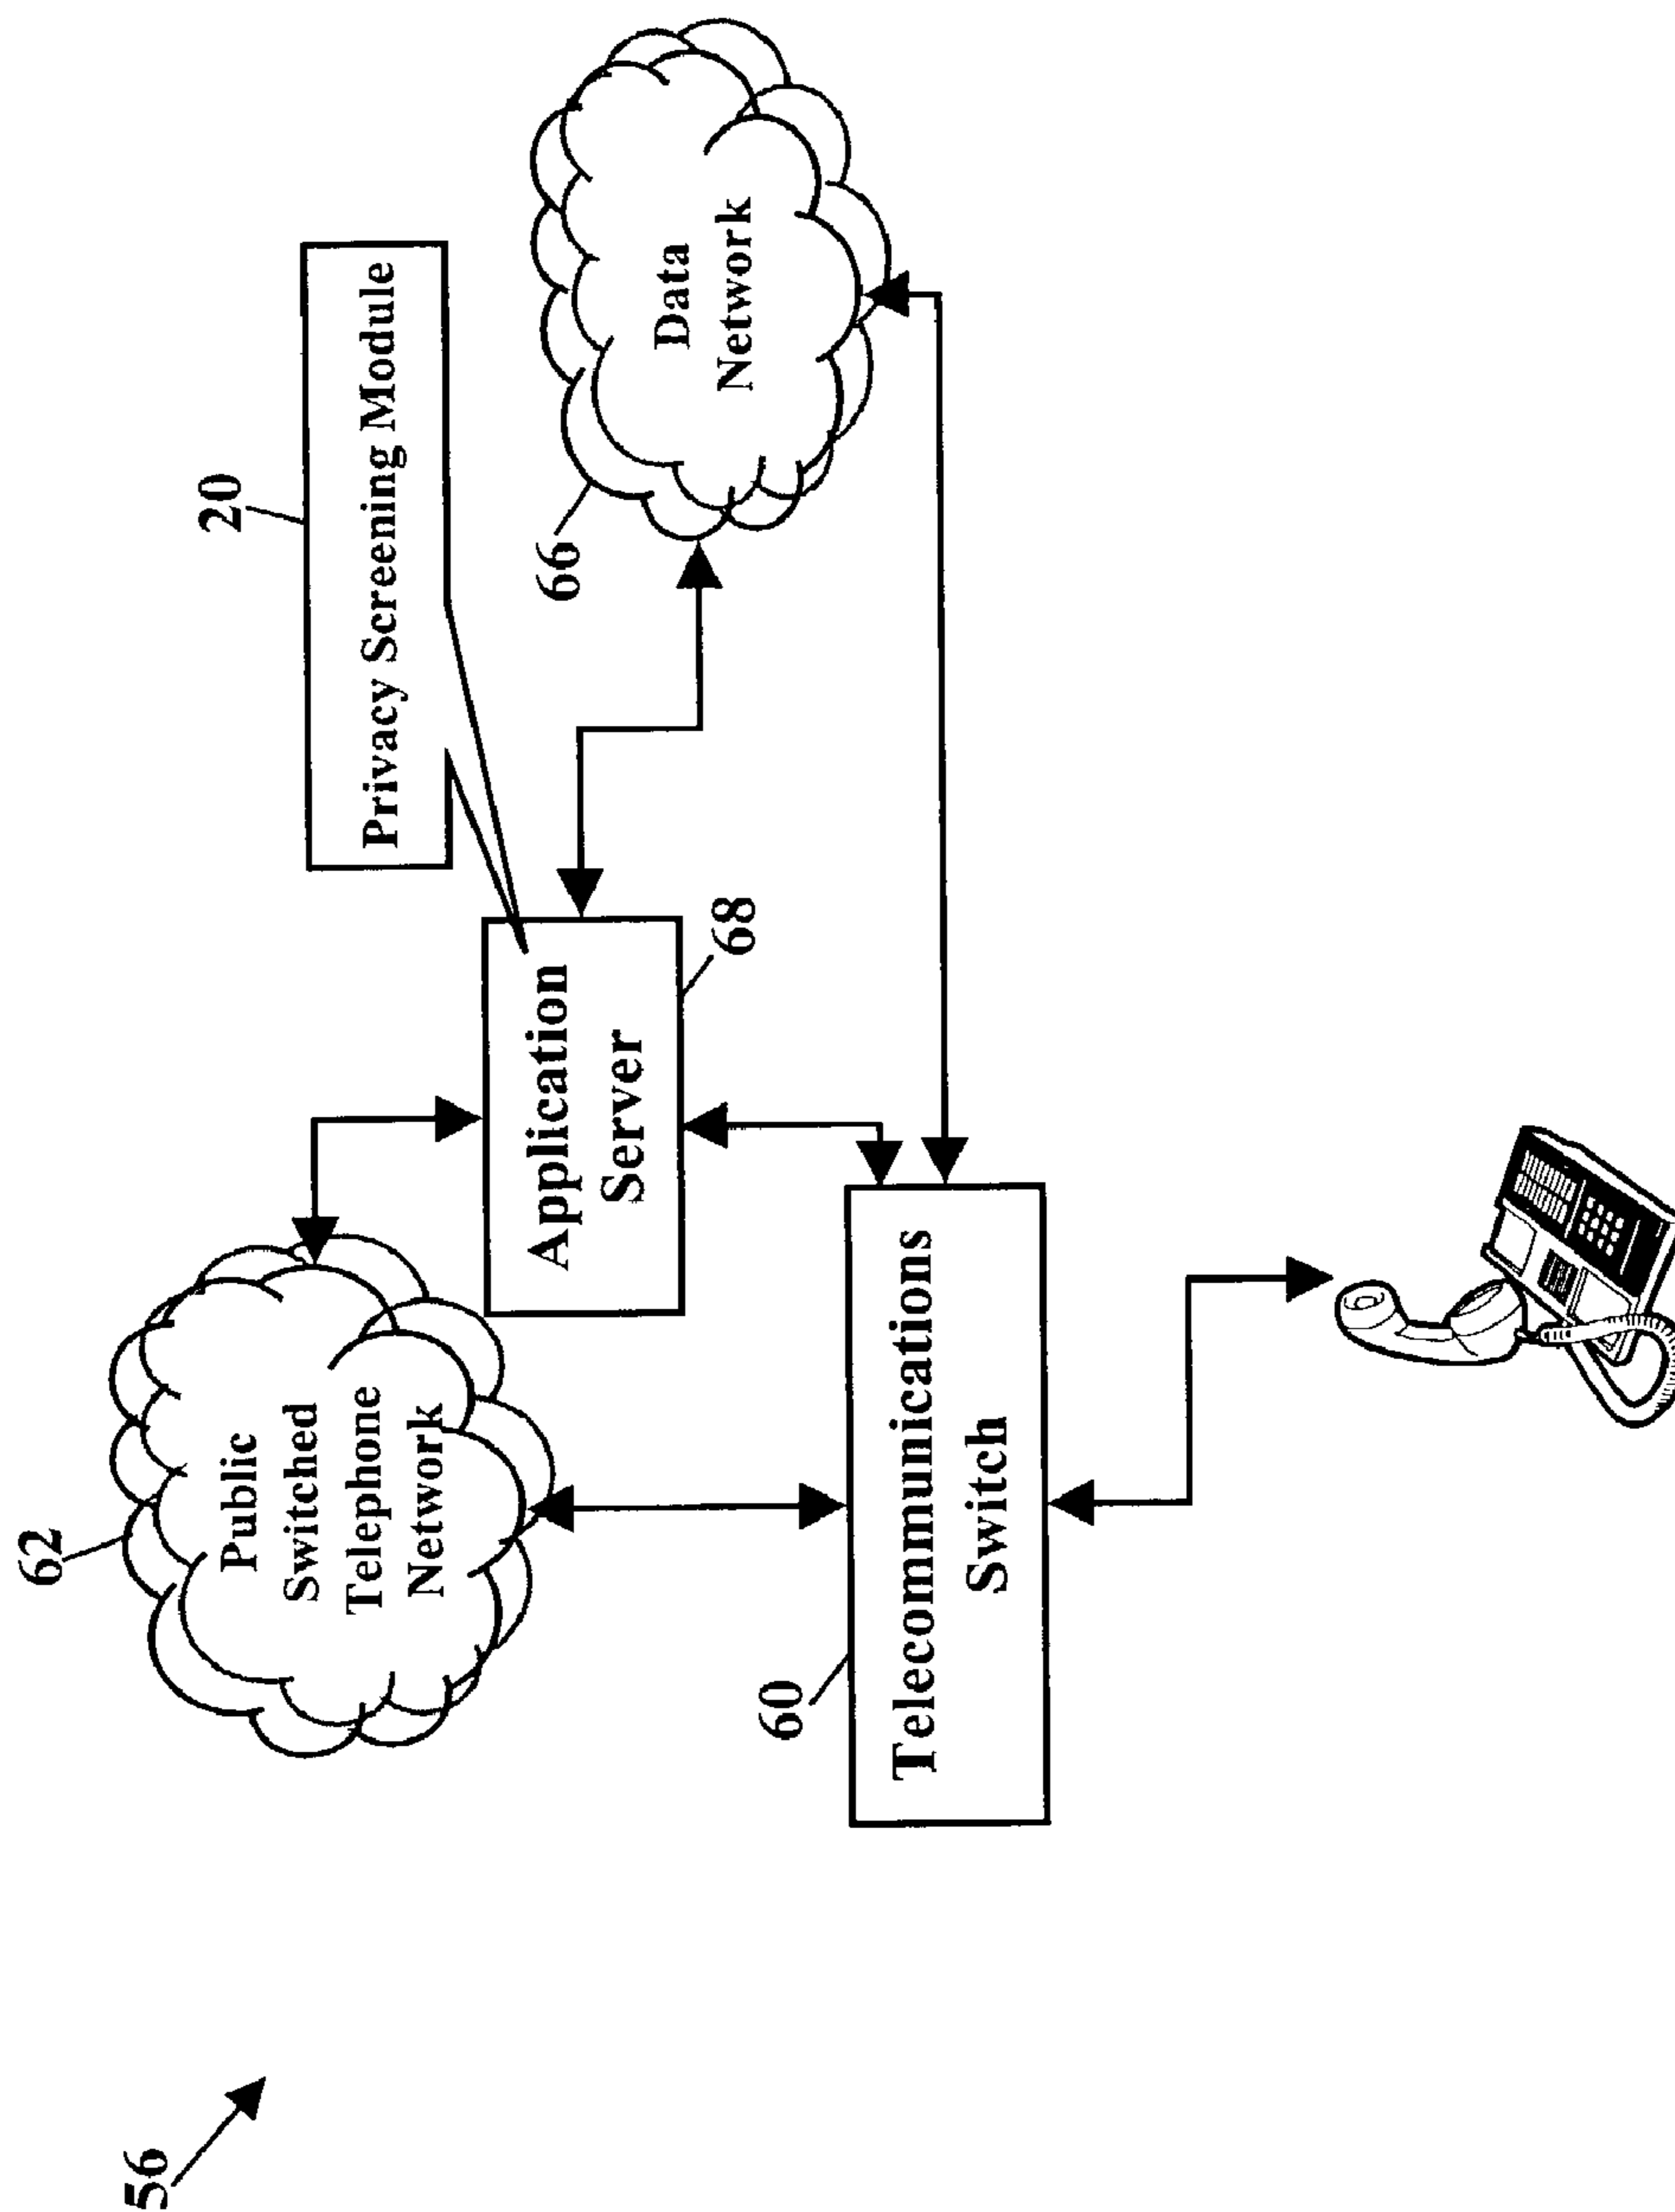 62
Public
Switched
Telephone
Network
20
Privacy Screening Module
Application
Server
68
66
Data
Network
60
Telecommunications
Switch
56